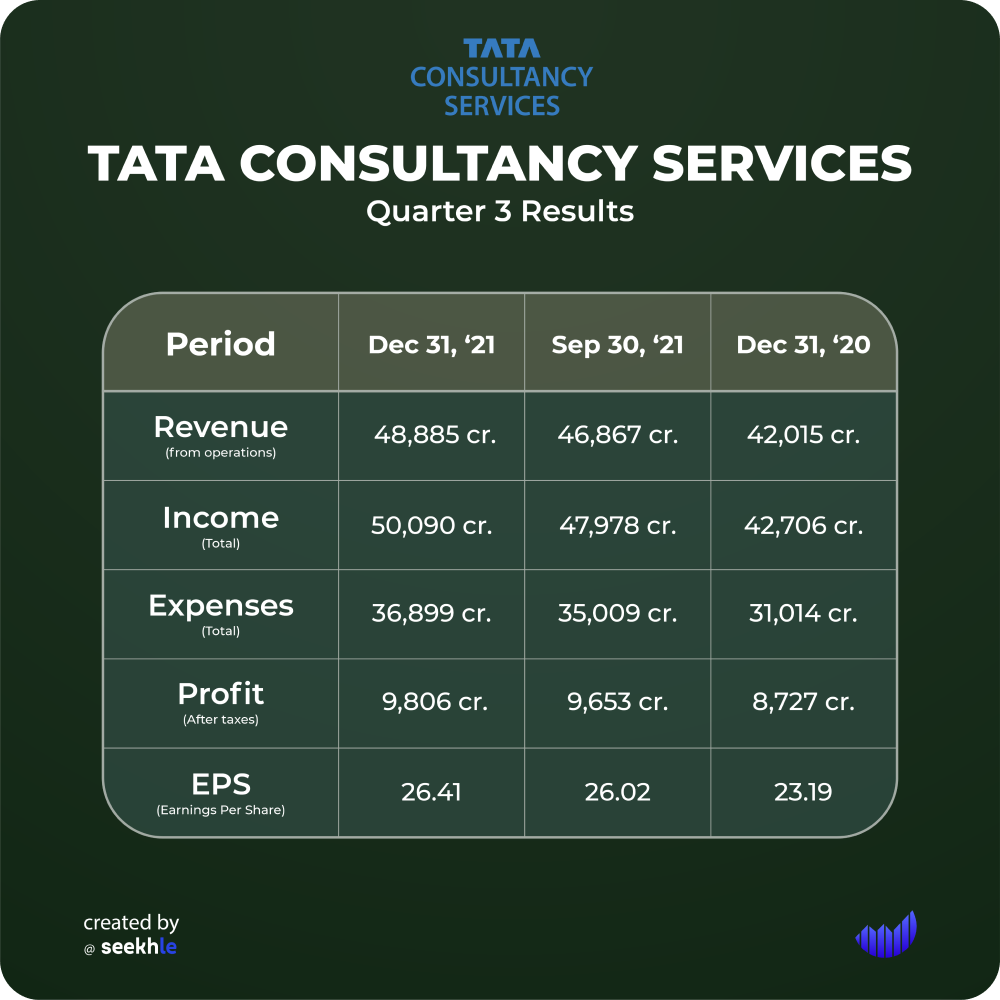 TATA
CONSULTANCY
SERVICES
TATA CONSULTANCY SERVICES
Quarter 3 Results
Period Dec 31, ‘21 Sep 30, ‘21 Dec 31, ‘20
Revenue 48,885 cr. 46,867 cr. 42,015 cr.
(from operations)
Income 50,090 cr. 47,978 cr. 42,706 cr.
(Total)
Expenses 36,899 cr. 35,009 cr. 31,014 cr.
(Total)
Profit 9,806 cr. 9,653 cr. 8,727 cr.
(After taxes)
EPS 26.41 26.02 23.19
(Earnings Per Share)
created by
@ seekhle